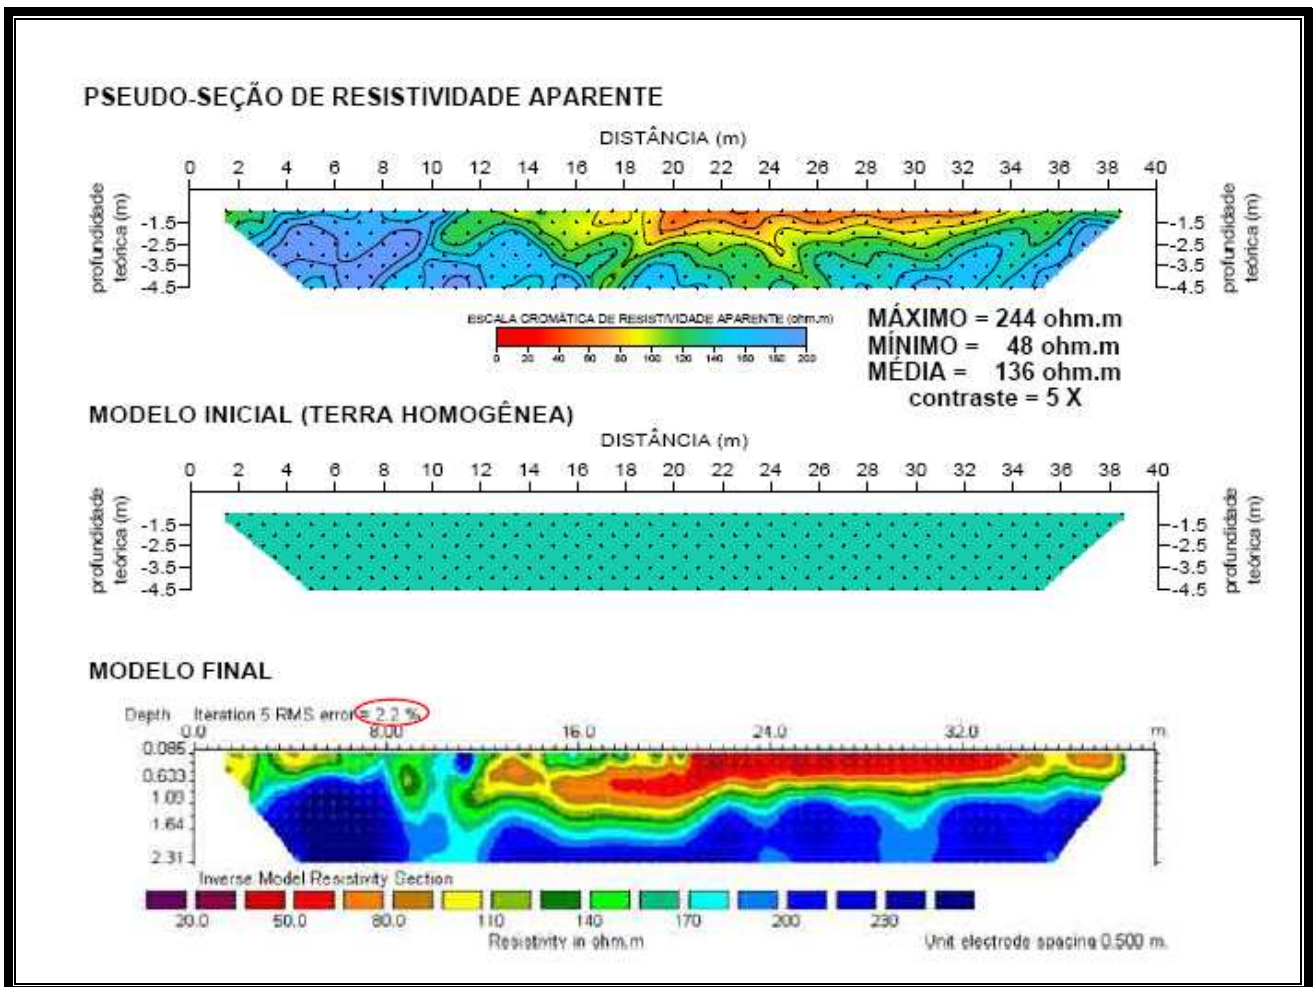 PSEUDO-SEÇÃO DE RESISTIVIDADE APARENTE
DISTÂNCIA (m)
0 2 4 6 8 10 12 14 16 18 20 22 24 26 28 30 32 34 36 38 40
profundidade teórica (m)
-1.5
-2.5
-3.5
-4.5
-1.5
-2.5
-3.5
-4.5
profundidade teórica (m)
ESCALA CROMÁTICA DE RESISTIVIDADE APARENTE (ohm.m)
0 20 40 60 80 100 120 140 160 180 200
MÁXIMO = 244 ohm.m
MÍNIMO = 48 ohm.m
MÉDIA = 136 ohm.m
contraste = 5 X
MODELO INICIAL (TERRA HOMOGÊNEA)
DISTÂNCIA (m)
0 2 4 6 8 10 12 14 16 18 20 22 24 26 28 30 32 34 36 38 40
profundidade teórica (m)
-1.5
-2.5
-3.5
-4.5
-1.5
-2.5
-3.5
-4.5
profundidade teórica (m)
MODELO FINAL
Depth Iteration 5 RMS error = 2.2 %
0.0 8.00 16.0 24.0 32.0 m.
0.085
0.633
1.09
1.64
2.31
Inverse Model Resistivity Section
20.0 50.0 80.0 110 140 170 200 230
Resistivity in ohm.m
Unit electrode spacing 0.500 m.